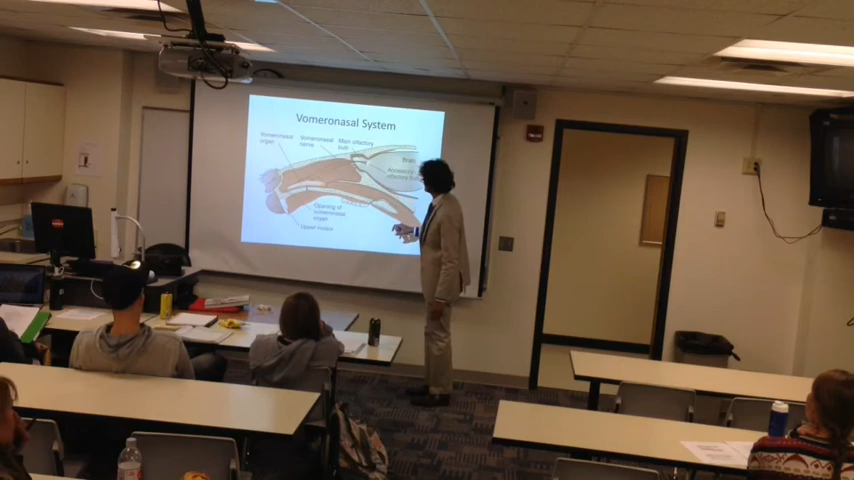 Vomeronasal System
Vomeronasal organ
Vomeronasal nerve
Main olfactory bulb
Brain
Accessory olfactory bulb
Opening of vomeronasal organ
Upper incisor